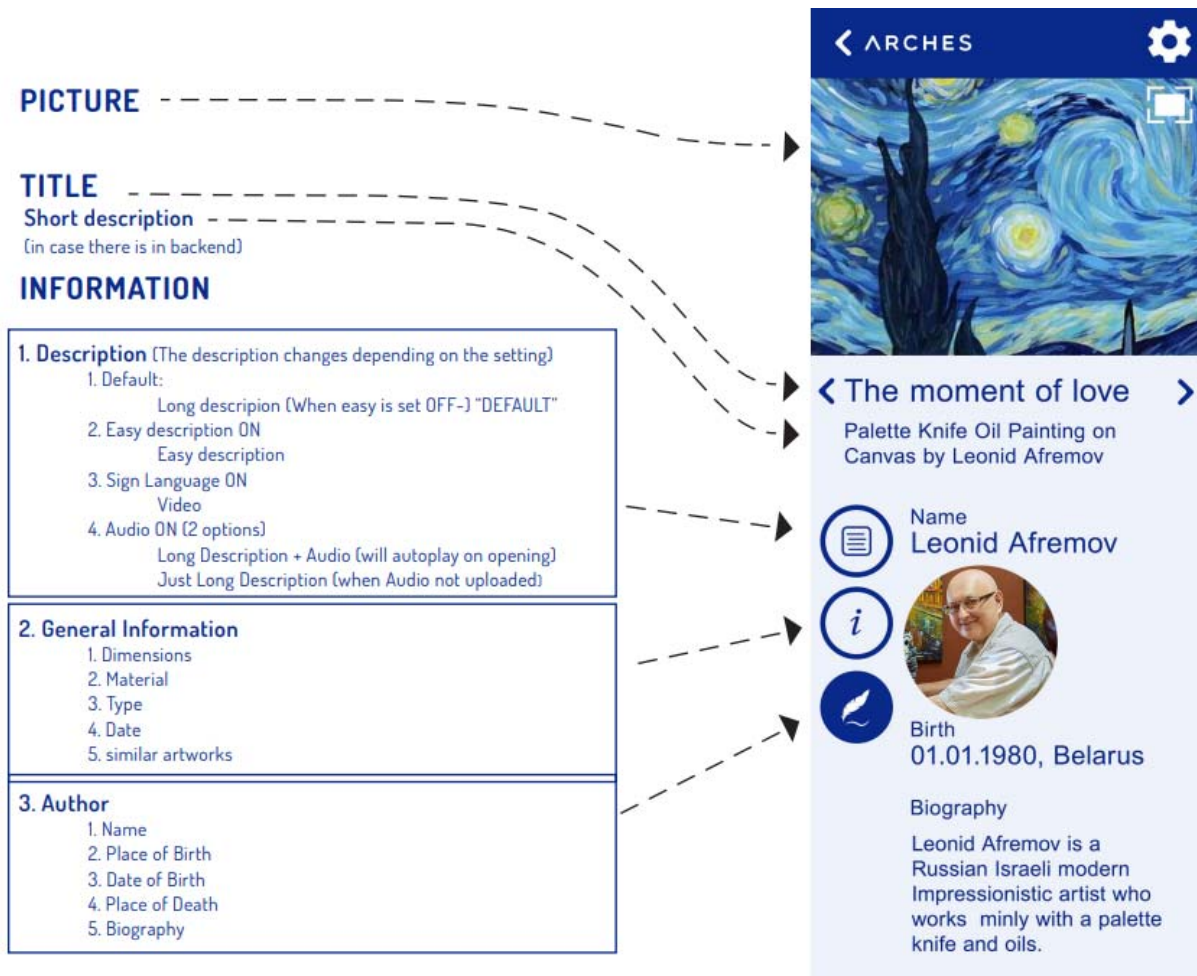 PICTURE
TITLE
Short description
(in case there is in backend)
INFORMATION
1. Description (The description changes depending on the setting)
1. Default:
Long descripion (When easy is set OFF-) "DEFAULT"
2. Easy description ON
Easy description
3. Sign Language ON
Video
4. Audio ON (2 options)
Long Description + Audio (will autoplay on opening)
Just Long Description (when Audio not uploaded)
2. General Information
1. Dimensions
2. Material
3. Type
4. Date
5. similar artworks
3. Author
1. Name
2. Place of Birth
3. Date of Birth
4. Place of Death
5. Biography
ARCHES
The moment of love
Palette Knife Oil Painting on
Canvas by Leonid Afremov
Name
Leonid Afremov
i
Birth
01.01.1980, Belarus
Biography
Leonid Afremov is a
Russian Israeli modern
Impressionistic artist who
works minly with a palette
knife and oils.